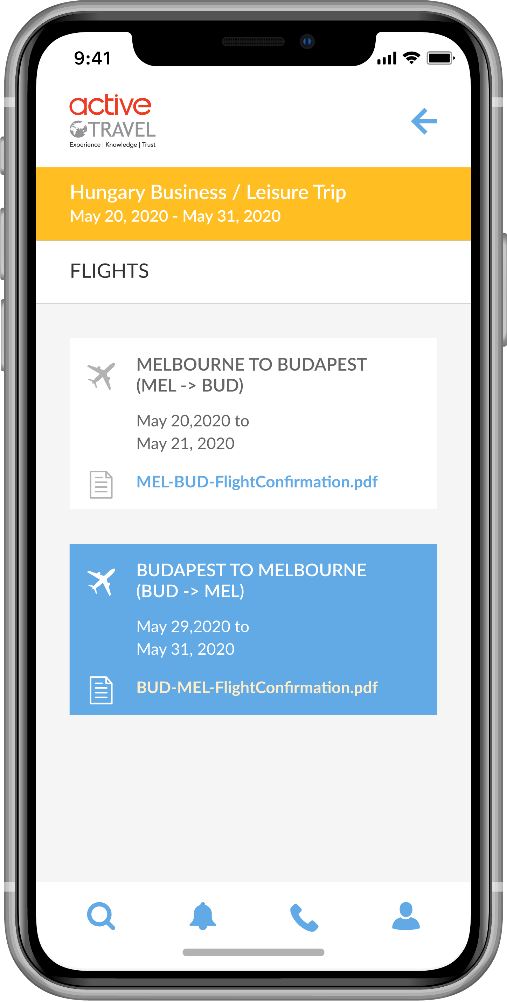 9:41
active
TRAVEL
Experience | Knowledge | Trust
Hungary Business / Leisure Trip
May 20, 2020 - May 31, 2020
FLIGHTS
MELBOURNE TO BUDAPEST
(MEL -> BUD)
May 20,2020 to
May 21, 2020
MEL-BUD-FlightConfirmation.pdf
BUDAPEST TO MELBOURNE
(BUD -> MEL)
May 29,2020 to
May 31, 2020
BUD-MEL-FlightConfirmation.pdf